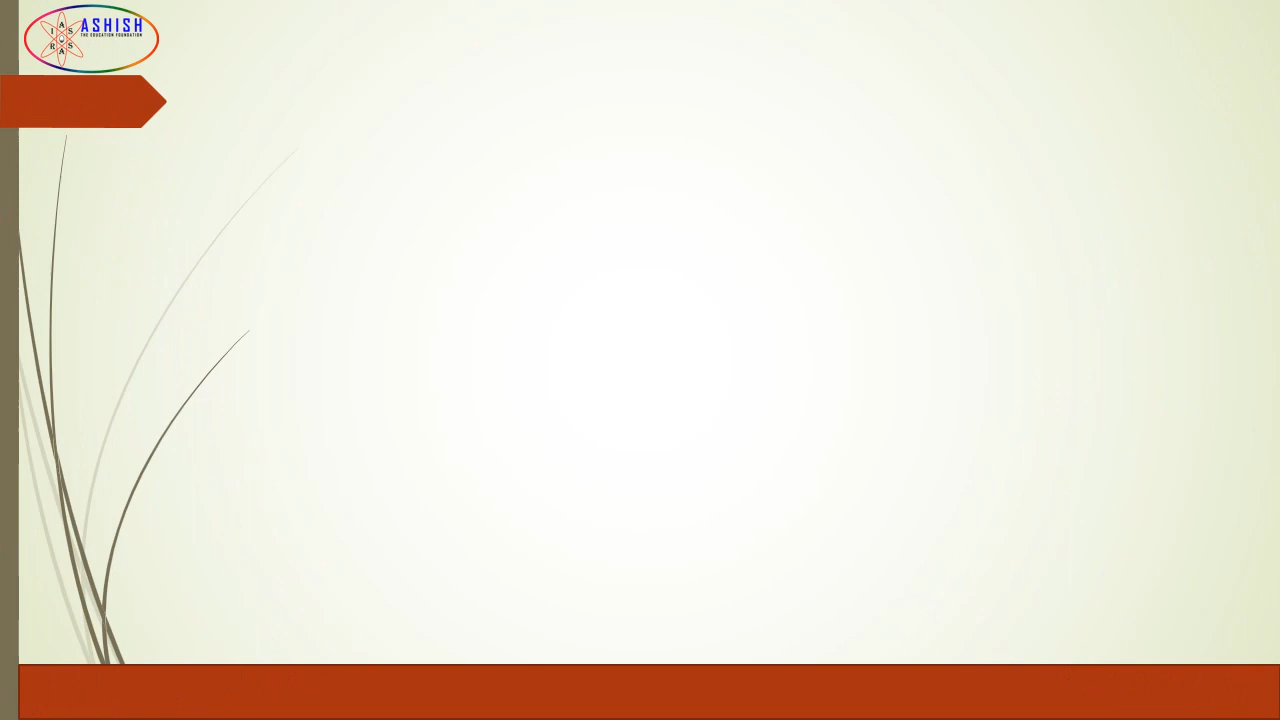 ASHISH
THE EDUCATION FOUNDATION
A
I S
R S
A